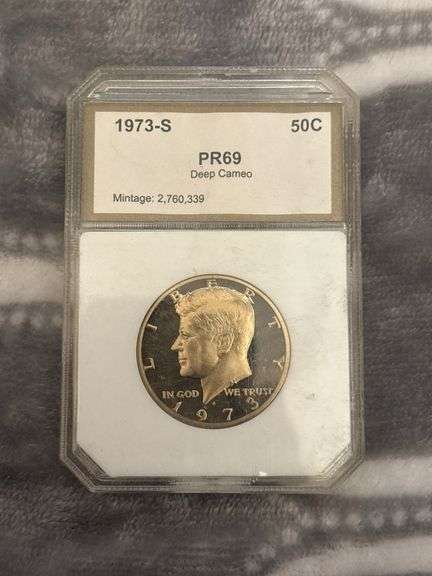 1973-S 50C
PR69
Deep Cameo
Mintage: 2,760,339
LIBERTY
IN GOD WE TRUST
1973